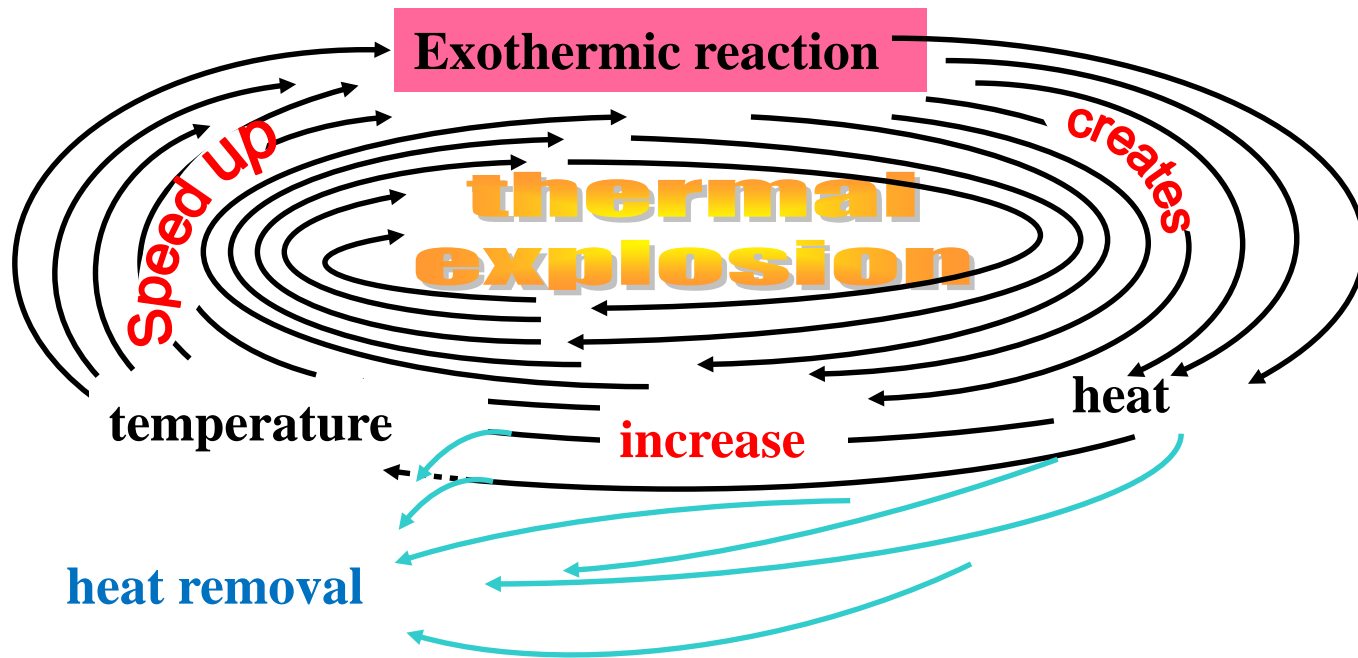 Exothermic reaction
creates
Speed up
thermal
explosion
heat
temperature
increase
heat removal